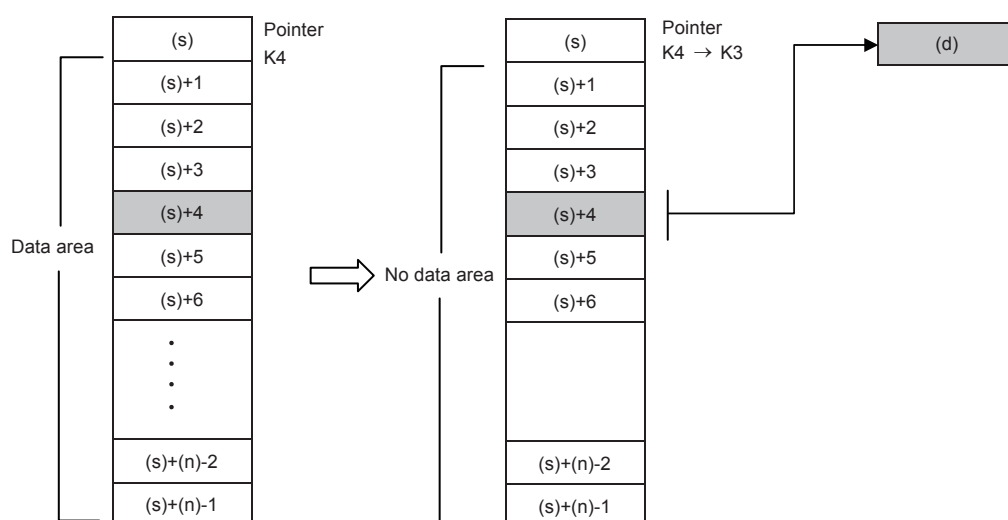 (s)
Pointer
K4
(s)+1
(s)+2
(s)+3
(s)+4
(s)+5
(s)+6
(s)+(n)-2
(s)+(n)-1
Data area
(s)
Pointer
K4 → K3
(s)+1
(s)+2
(s)+3
(s)+4
(s)+5
(s)+6
(s)+(n)-2
(s)+(n)-1
No data area
(d)